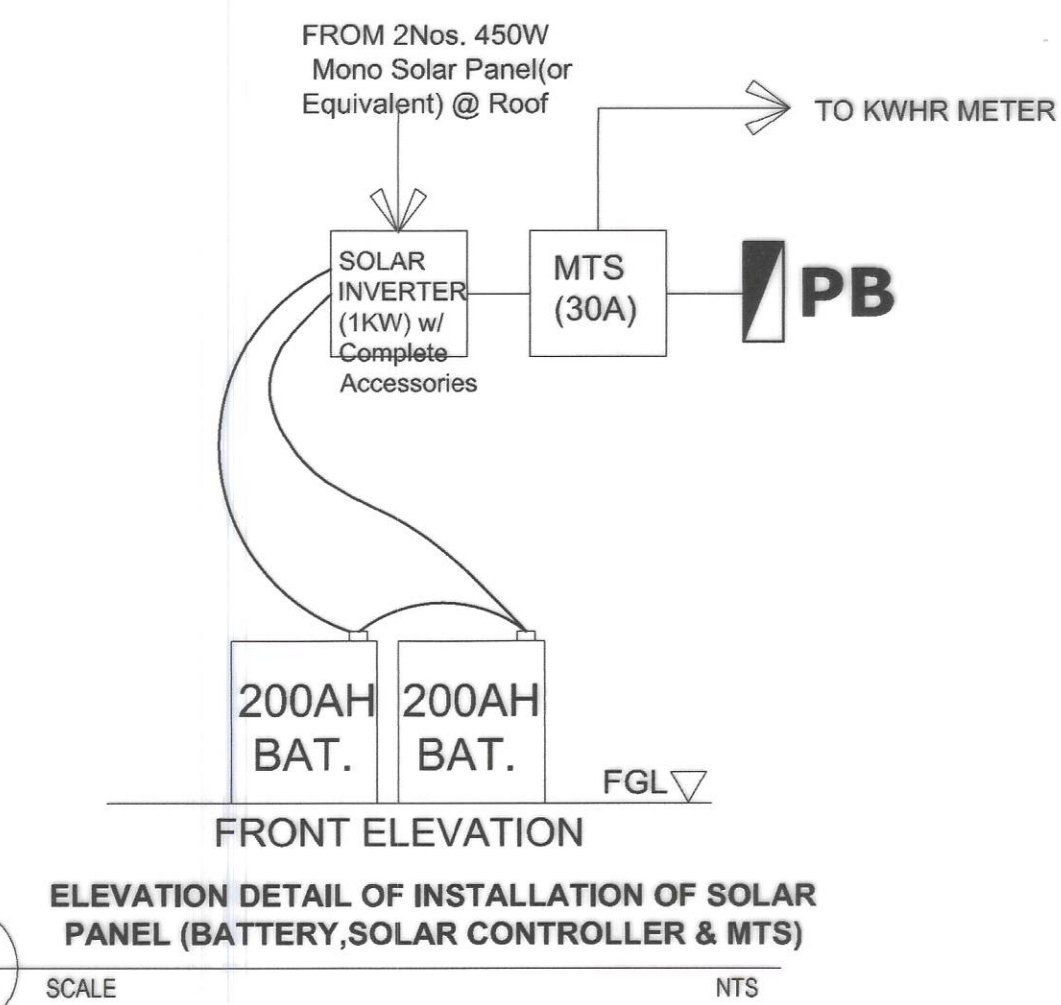 FROM 2Nos. 450W
Mono Solar Panel(or
Equivalent) @ Roof
TO KWHR METER
SOLAR
INVERTER
(1KW) w/
Complete
Accessories
MTS
(30A)
PB
200AH
BAT.
200AH
BAT.
FGL
FRONT ELEVATION
ELEVATION DETAIL OF INSTALLATION OF SOLAR
PANEL (BATTERY,SOLAR CONTROLLER & MTS)
SCALE
NTS